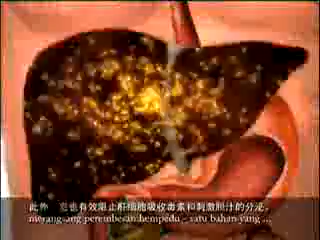 此外 它也有效阻止肝细胞吸收毒素和刺激胆汁的分泌。
merangsang perembesan hempedu - satu bahan yang ...